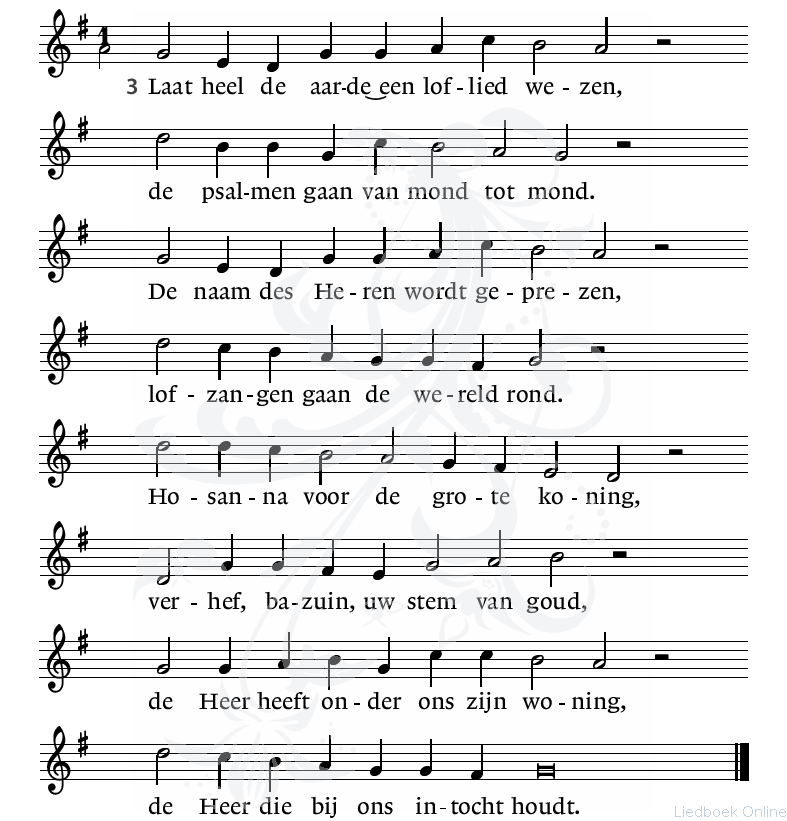 1
3 Laat heel de aar-de een lof-lied we-zen,
de psal-men gaan van mond tot mond.
De naam des He-ren wordt ge-pre-zen,
lof-zan-gen gaan de we-reld rond.
Ho-san-na voor de gro-te ko-ning,
ver-hef, ba-zuin, uw stem van goud,
de Heer heeft on-der ons zijn wo-ning,
de Heer die bij ons in-tocht houdt.
Liedboek Online